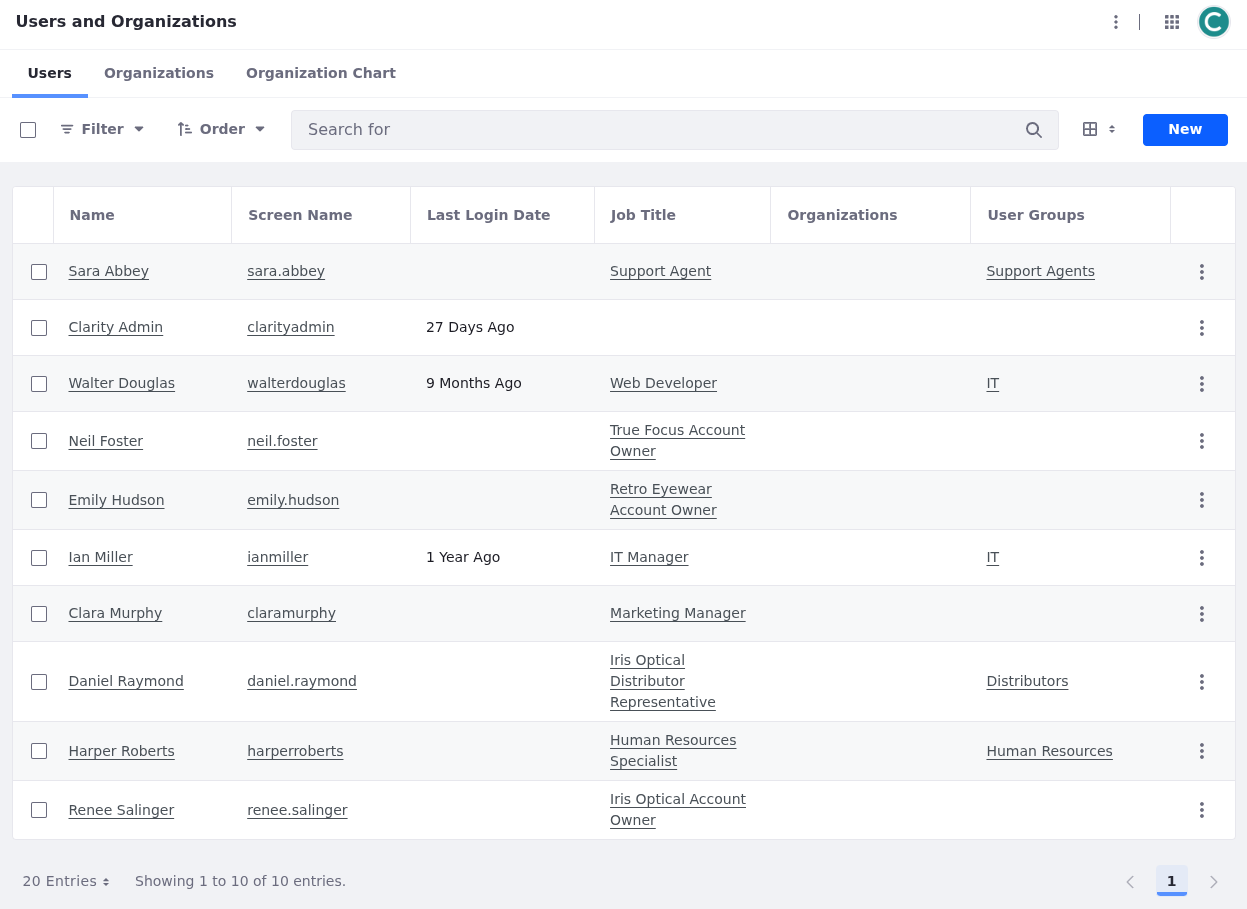 Users and Organizations
Users Organizations Organization Chart
Filter Order Search for New
Name Screen Name Last Login Date Job Title Organizations User Groups
Sara Abbey sara.abbey Support Agent Support Agents
Clarity Admin clarityadmin 27 Days Ago
Walter Douglas walterdouglas 9 Months Ago Web Developer IT
Neil Foster neil.foster True Focus Account
Owner
Emily Hudson emily.hudson Retro Eyewear
Account Owner
Ian Miller ianmiller 1 Year Ago IT Manager IT
Clara Murphy claramurphy Marketing Manager
Daniel Raymond daniel.raymond Iris Optical
Distributor
Representative
Distributors
Harper Roberts harperroberts Human Resources
Specialist
Human Resources
Renee Salinger renee.salinger Iris Optical Account
Owner
20 Entries Showing 1 to 10 of 10 entries. 1